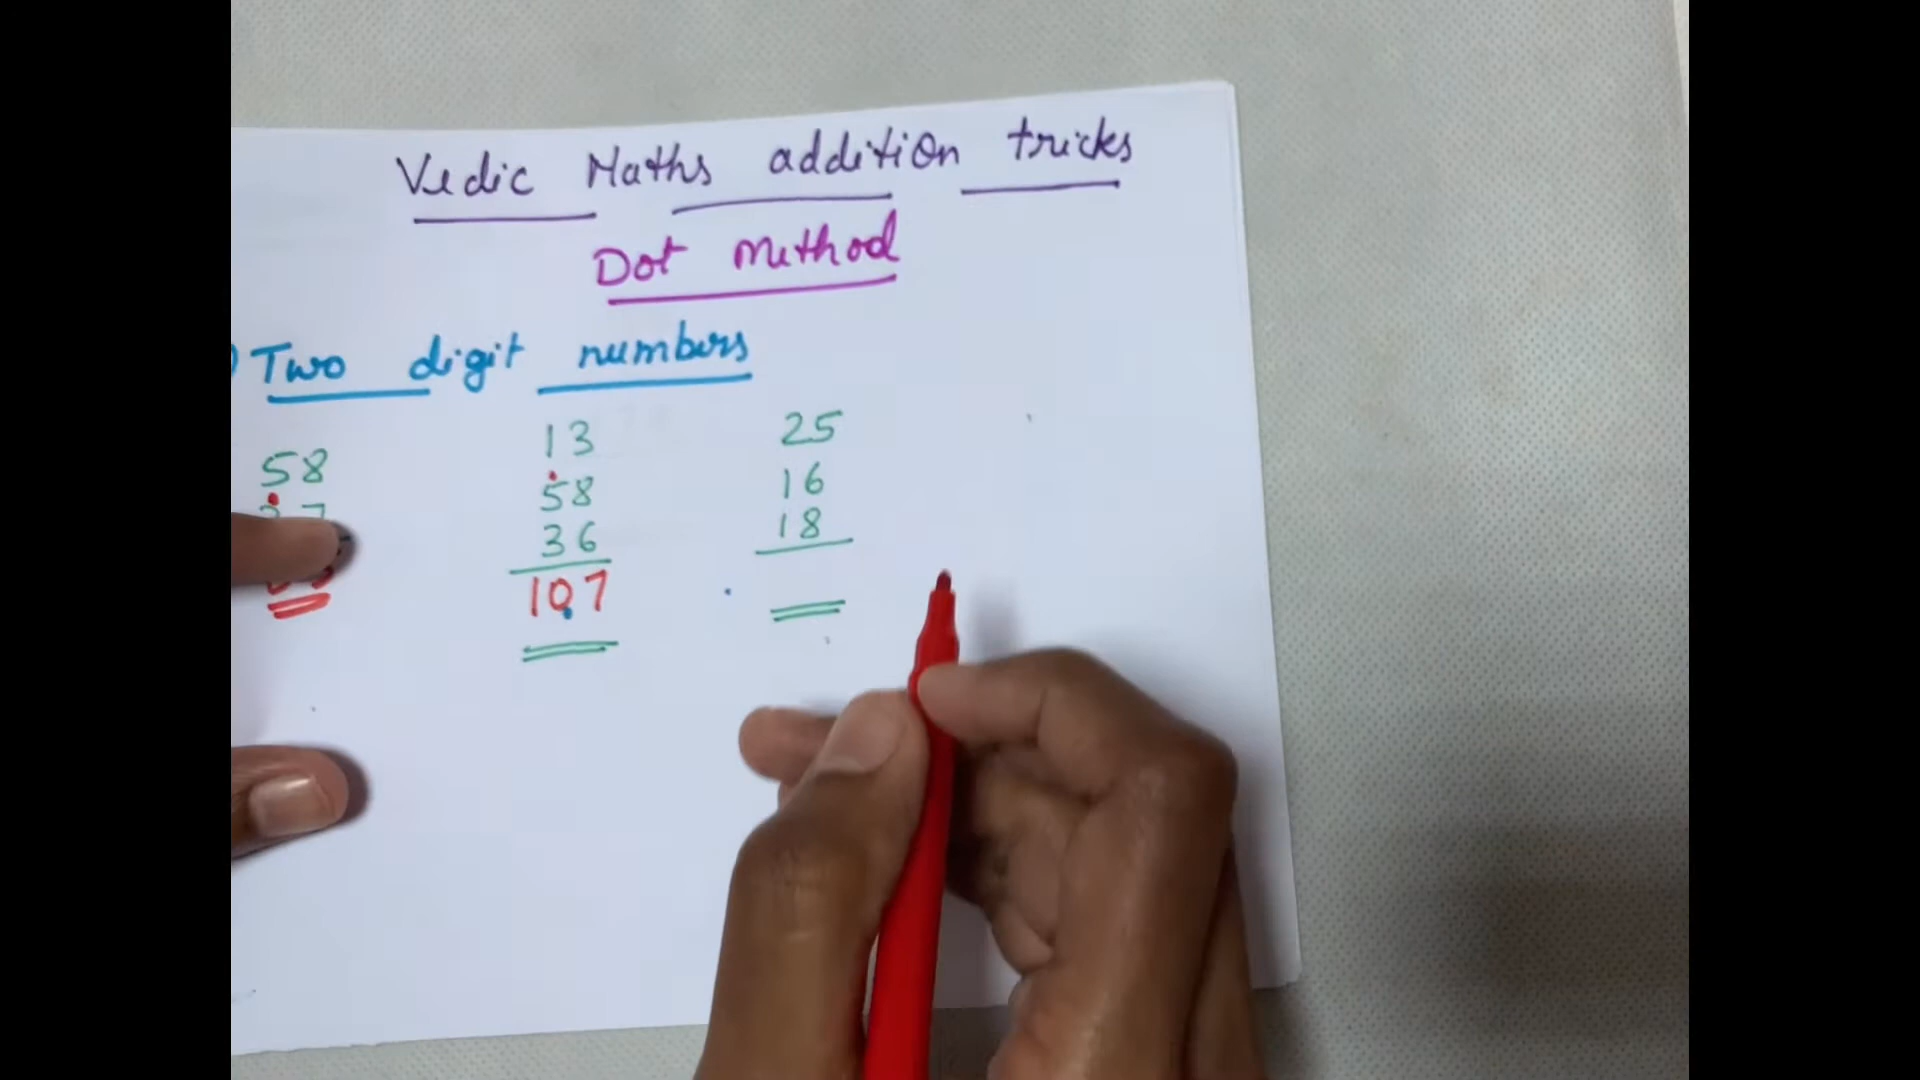 Vedic Maths addition tricks
Dot Method
Two digit numbers
58
13
58
36
107
25
16
18